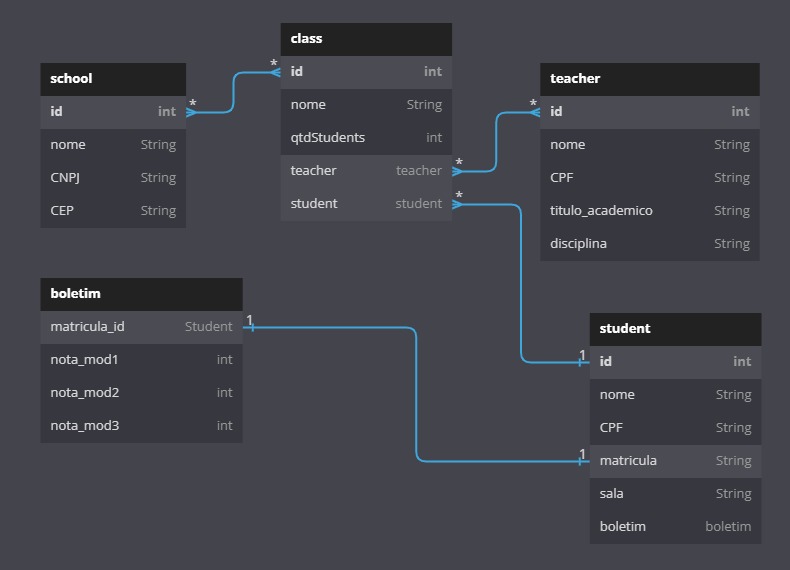 class
id int
nome String
qtdStudents int
teacher teacher
student student
school
id int
nome String
CNPJ String
CEP String
teacher
id int
nome String
CPF String
titulo_academico String
disciplina String
boletim
matricula_id Student
nota_mod1 int
nota_mod2 int
nota_mod3 int
student
id int
nome String
CPF String
matricula String
sala String
boletim boletim
*
*
*
*
*
1
1
1